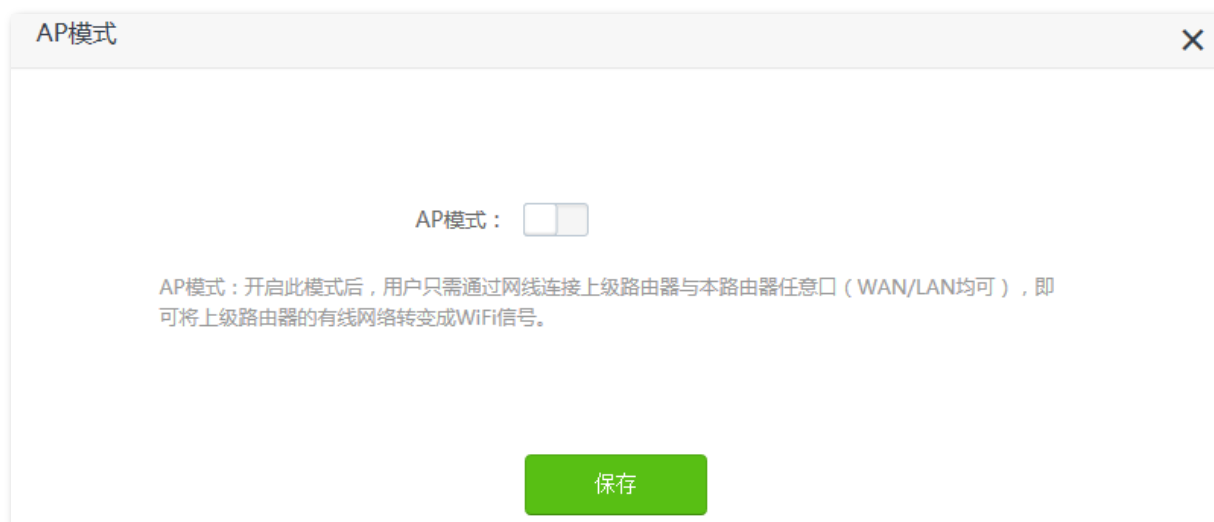 AP模式
AP模式：
AP模式：开启此模式后，用户只需通过网线连接上级路由器与本路由器任意口（WAN/LAN均可），即
可将上级路由器的有线网络转变成WiFi信号。
保存